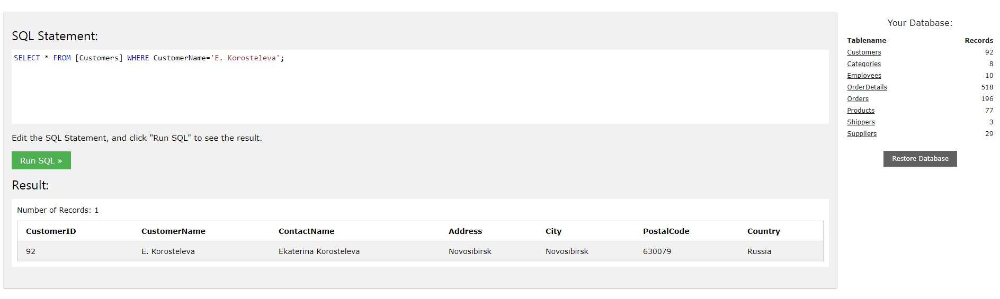 SQL Statement:
SELECT * FROM [Customers] WHERE CustomerName='E. Korosteleva';
Edit the SQL Statement, and click "Run SQL" to see the result.
Run SQL »
Result:
Number of Records: 1
CustomerID CustomerName ContactName Address City PostalCode Country
92 E. Korosteleva Ekaterina Korosteleva Novosibirsk Novosibirsk 630079 Russia
Your Database:
Tablename Records
Customers 92
Categories 8
Employees 10
OrderDetails 518
Orders 196
Products 77
Shippers 3
Suppliers 29
Restore Database